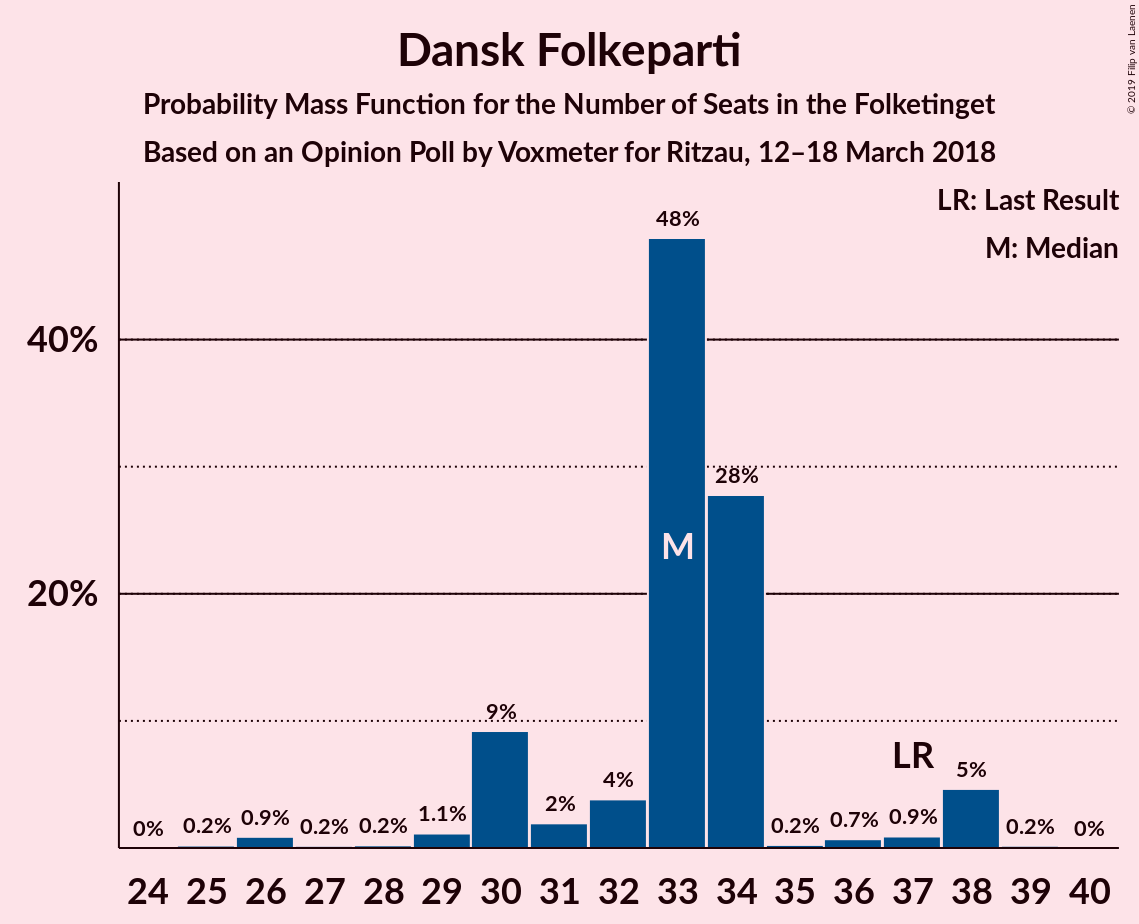 Dansk Folkeparti
Probability Mass Function for the Number of Seats in the Folketinget
Based on an Opinion Poll by Voxmeter for Ritzau, 12–18 March 2018
© 2019 Filip van Laenen
LR: Last Result
M: Median
48%
40%
28%
M
20%
9%
LR
5%
4%
2%
1.1%
0.9%
0.9%
0.7%
0% 0.2% 0.2% 0.2% 0.2% 0.2% 0%
24 25 26 27 28 29 30 31 32 33 34 35 36 37 38 39 40